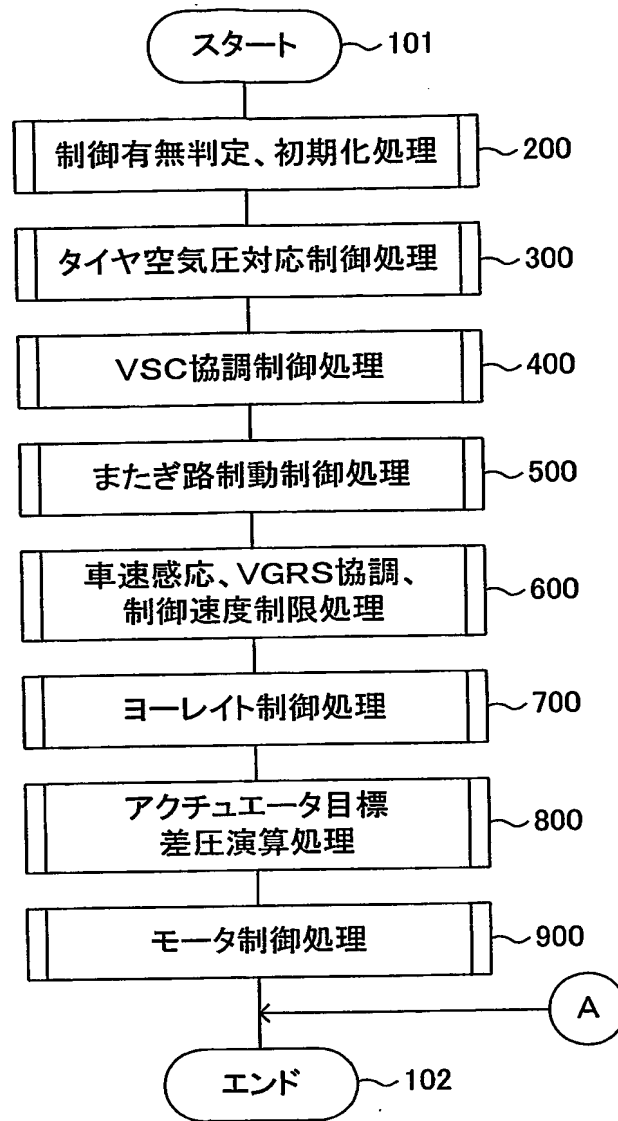 スタート
101
制御有無判定、初期化処理
200
タイヤ空気圧対応制御処理
300
VSC協調制御処理
400
またぎ路制動制御処理
500
車速感応、VGRS協調、
制御速度制限処理
600
ヨーレイト制御処理
700
アクチュエータ目標
差圧演算処理
800
モータ制御処理
900
A
エンド
102